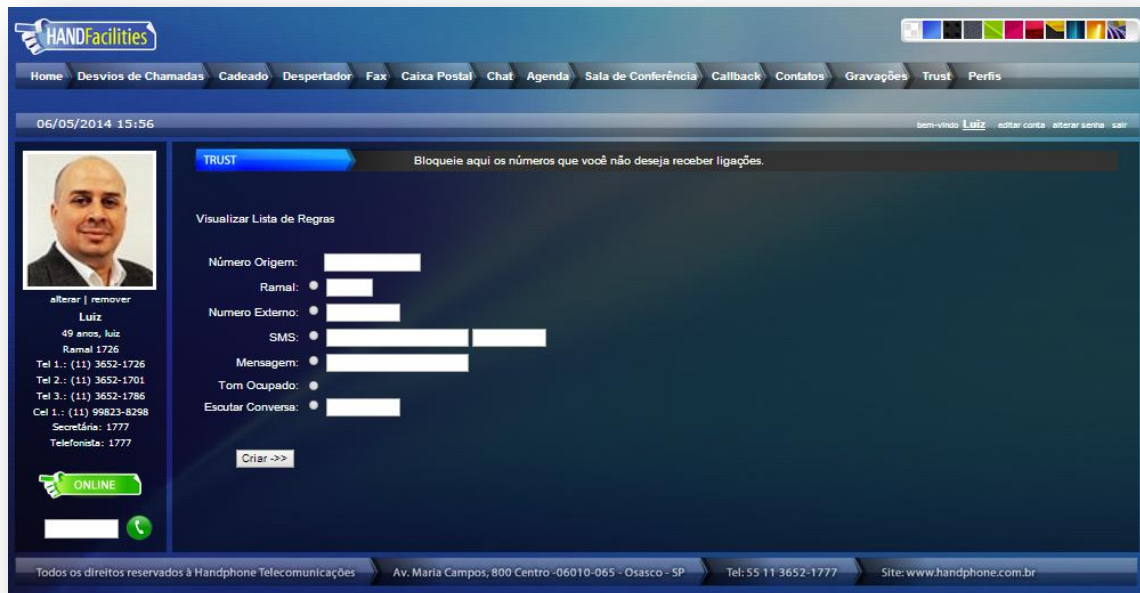 HANDFacilities
Home Desvios de Chamadas Cadeado Despertador Fax Caixa Postal Chat Agenda Sala de Conferência Callback Contatos Gravações Trust Perfis
06/05/2014 15:56
bem-vindo Luiz editar conta alterar senha sair
TRUST
Bloqueie aqui os números que você não deseja receber ligações.
alterar | remover
Luiz
49 anos, luiz
Ramal 1726
Tel 1.: (11) 3652-1726
Tel 2.: (11) 3652-1701
Tel 3.: (11) 3652-1786
Cel 1.: (11) 99823-8298
Secretária: 1777
Telefonista: 1777
ONLINE
Visualizar Lista de Regras
Número Origem:
Ramal:
Numero Externo:
SMS:
Mensagem:
Tom Ocupado:
Escutar Conversa:
Criar ->>
Todos os direitos reservados à Handphone Telecomunicações
Av. Maria Campos, 800 Centro -06010-065 - Osasco - SP
Tel: 55 11 3652-1777
Site: www.handphone.com.br